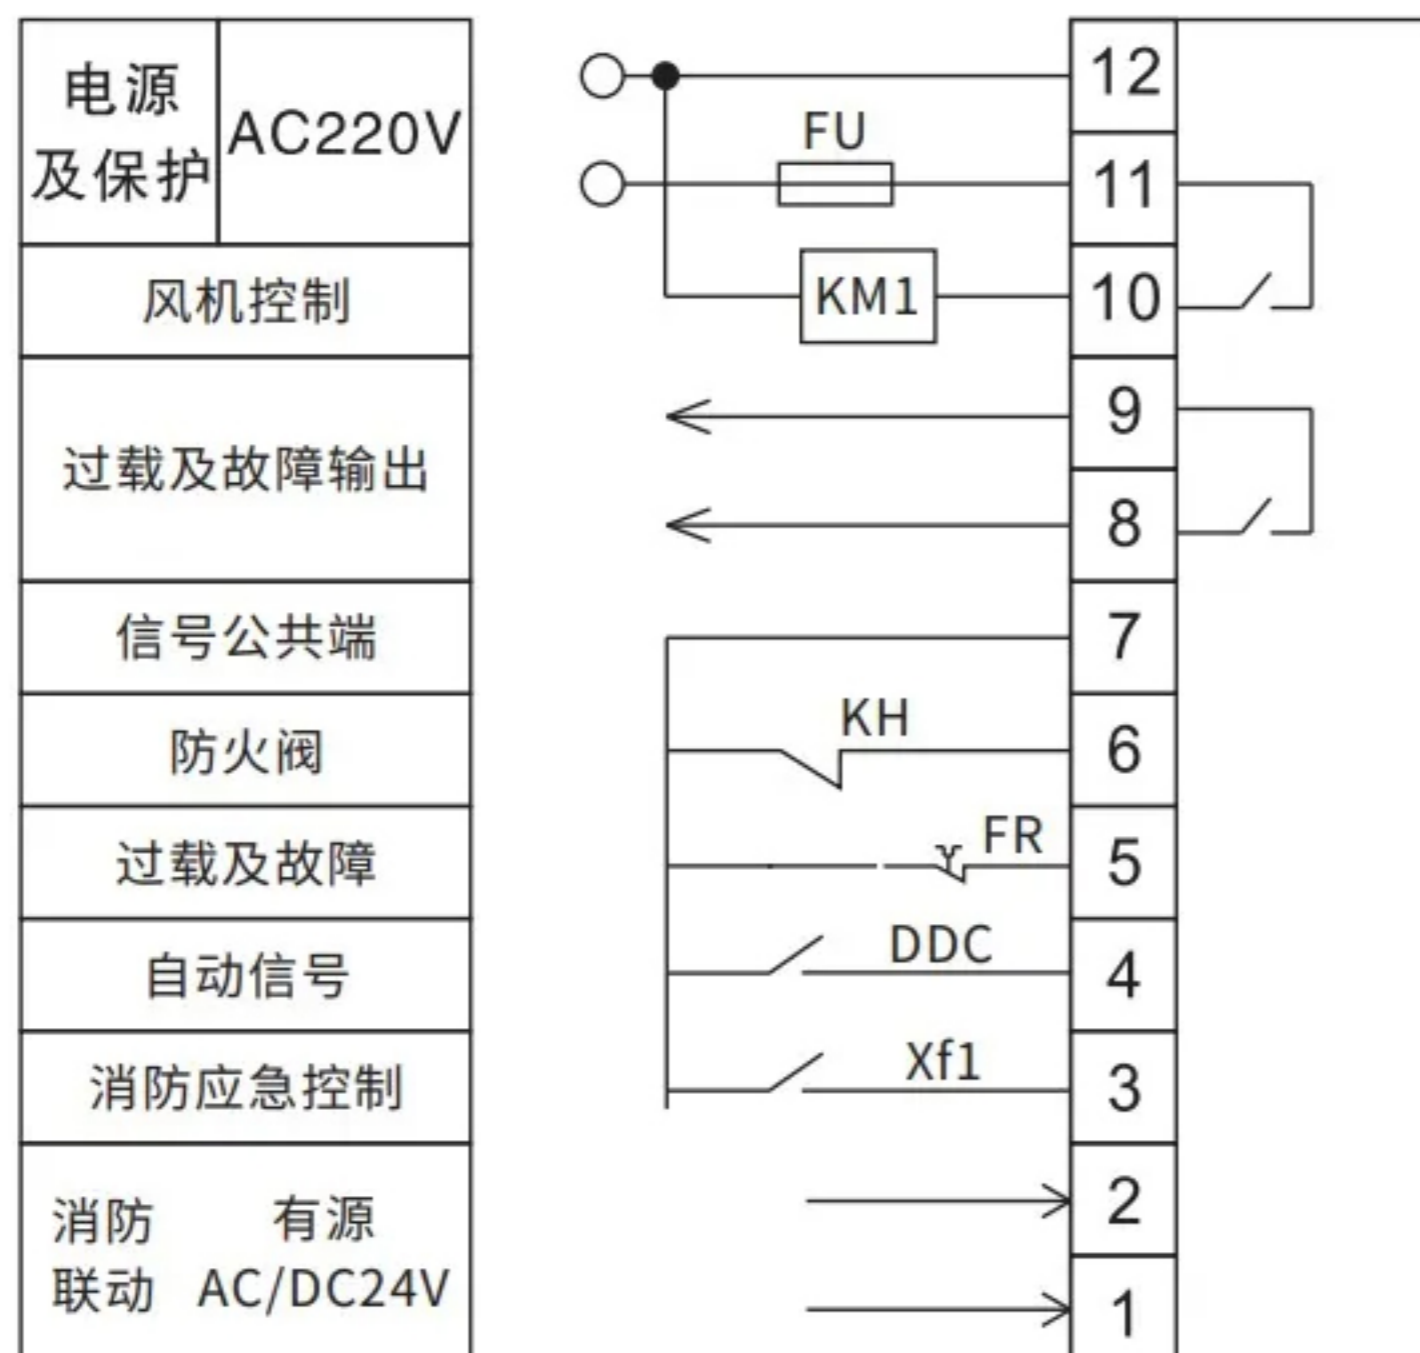 电源
及保护
AC220V
风机控制
过载及故障输出
信号公共端
防火阀
过载及故障
自动信号
消防应急控制
消防 有源
联动 AC/DC24V
FU
KM1
KH
FR
DDC
Xf1
12
11
10
9
8
7
6
5
4
3
2
1